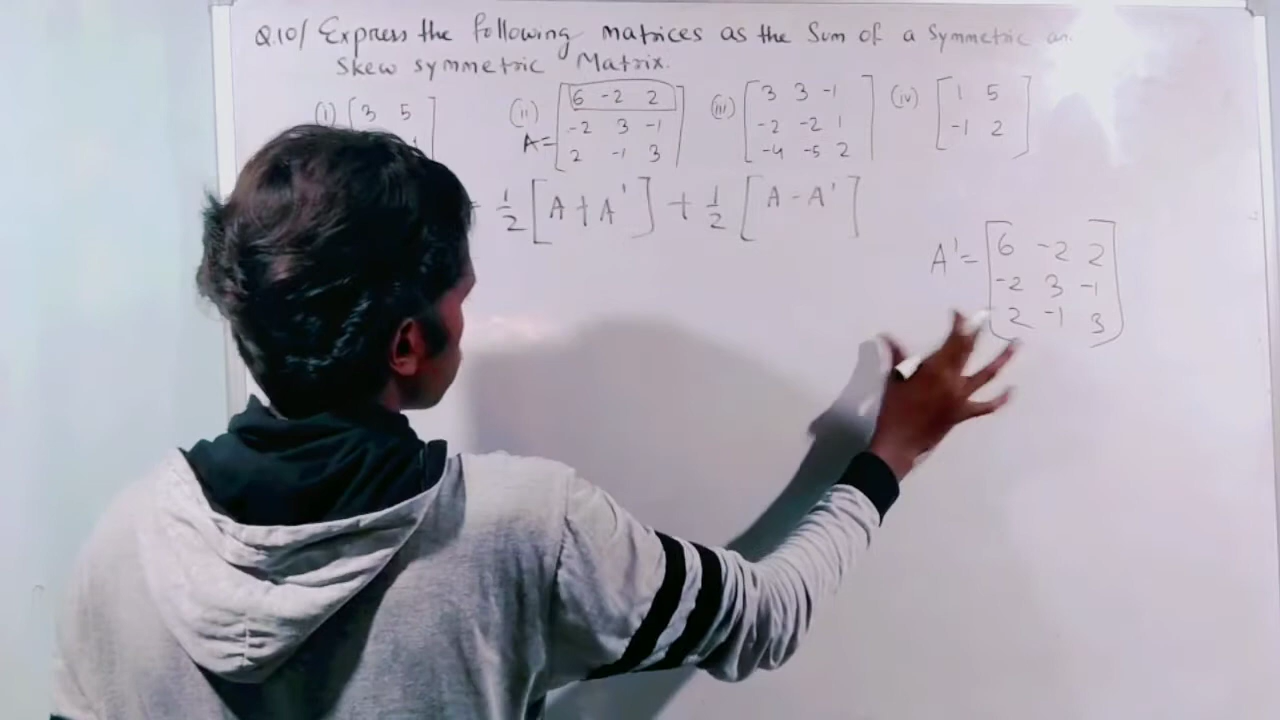 Q.10/ Express the following matrices as the Sum of a Symmetric
Skew symmetric Matrix.
(i) [3 5
(ii) A = [6 -2 2
-2 3 -1
2 -1 3]
(iii) [3 3 -1
-2 -2 1
-4 -5 2]
(iv) [1 5
-1 2]
1/2 [A + A'] + 1/2 [A - A']
A' = [6 -2 2
-2 3 -1
2 -1 3]